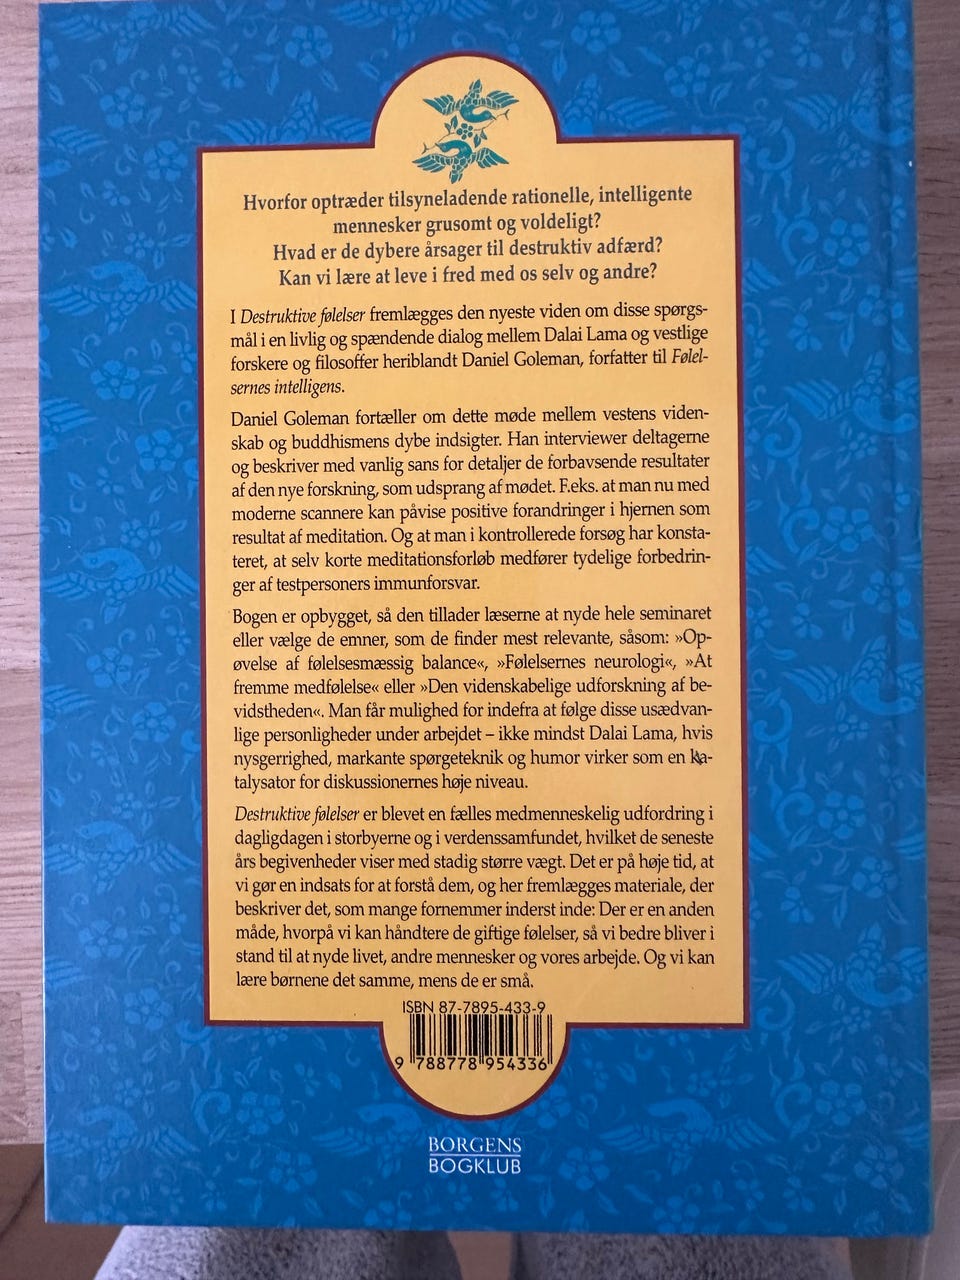 Hvorfor optræder tilsyneladende rationelle, intelligente
mennesker grusomt og voldeligt?
Hvad er de dybere årsager til destruktiv adfærd?
Kan vi lære at leve i fred med os selv og andre?
I Destruktive følelser fremlægges den nyeste viden om disse spørgs-
mål i en livlig og spændende dialog mellem Dalai Lama og vestlige
forskere og filosoffer heriblandt Daniel Goleman, forfatter til Følel-
sernes intelligens.
Daniel Goleman fortæller om dette møde mellem vestens viden-
skab og buddhismens dybe indsigter. Han interviewer deltagerne
og beskriver med vanlig sans for detaljer de forbavsende resultater
af den nye forskning, som udsprang af mødet. F.eks. at man nu med
moderne scannere kan påvise positive forandringer i hjernen som
resultat af meditation. Og at man i kontrollerede forsøg har konsta-
teret, at selv korte meditationsforløb medfører tydelige forbedrin-
ger af testpersoners immunforsvar.
Bogen er opbygget, så den tillader læserne at nyde hele seminaret
eller vælge de emner, som de finder mest relevante, såsom: »Op-
øvelse af følelsesmæssig balance«, »Følelsernes neurologi«, »At
fremme medfølelse« eller »Den videnskabelige udforskning af be-
vidstheden«. Man får mulighed for indefra at følge disse usædvan-
lige personligheder under arbejdet – ikke mindst Dalai Lama, hvis
nysgerrighed, markante spørgeteknik og humor virker som en ka-
talysator for diskussionernes høje niveau.
Destruktive følelser er blevet en fælles medmenneskelig udfordring i
dagligdagen i storbyerne og i verdenssamfundet, hvilket de seneste
års begivenheder viser med stadig større vægt. Det er på høje tid, at
vi gør en indsats for at forstå dem, og her fremlægges materiale, der
beskriver det, som mange fornemmer inderst inde: Der er en anden
måde, hvorpå vi kan håndtere de giftige følelser, så vi bedre bliver i
stand til at nyde livet, andre mennesker og vores arbejde. Og vi kan
lære børnene det samme, mens de er små.
ISBN 87-7895-433-9
9 788778 954336
BORGENS
BOGKLUB